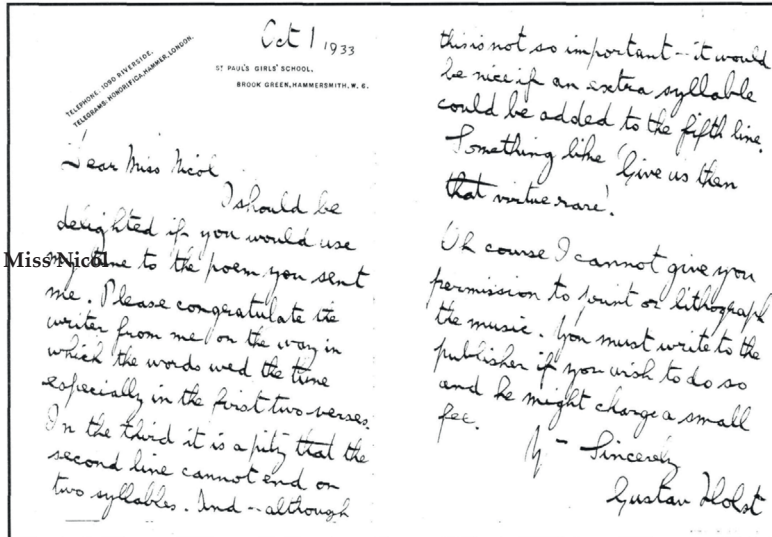 Oct 1 1933
TELEPHONE: 1090 RIVERSIDE.
TELEGRAMS: HONORIFICA, HAMMER, LONDON.
ST PAUL'S GIRLS' SCHOOL,
BROOK GREEN, HAMMERSMITH, W. 6.
Dear Miss Nicol
I should be
delighted if you would use
Miss Nicol
my tune to the poem you sent
me. Please congratulate the
writer from me on the way in
which the words wed the tune
especially in the first two verses.
In the third it is a pity that the
second line cannot end on
two syllables. And -- although
this is not so important -- it would
be nice if an extra syllable
could be added to the fifth line.
Something like 'Give us then
that virtue rare'.
Of course I cannot give you
permission to print or lithograph
the music. You must write to the
publisher if you wish to do so
and he might charge a small
fee.
Sincerely
Gustav Holst